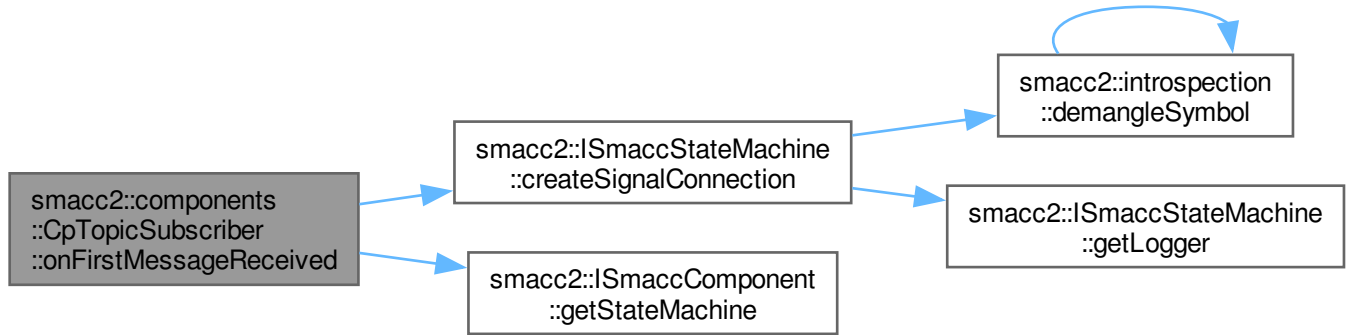 smacc2::components
::CpTopicSubscriber
::onFirstMessageReceived
smacc2::ISmaccStateMachine
::createSignalConnection
smacc2::introspection
::demangleSymbol
smacc2::ISmaccStateMachine
::getLogger
smacc2::ISmaccComponent
::getStateMachine